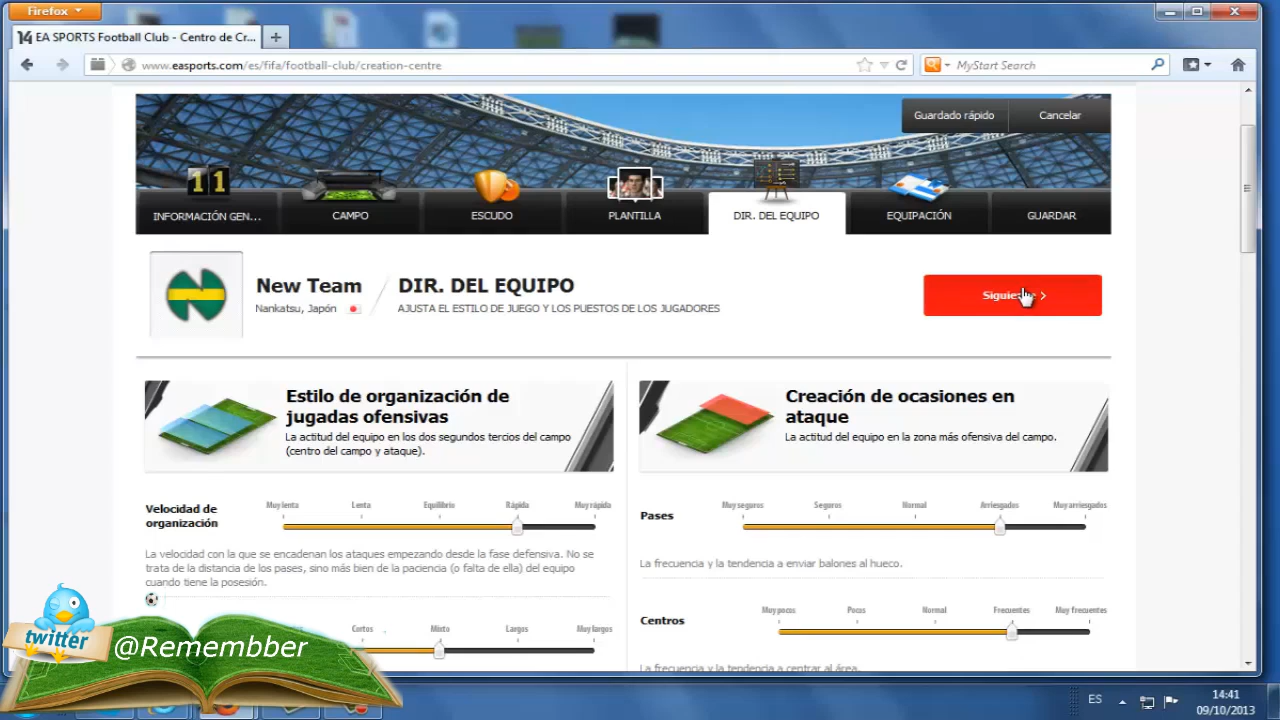 Firefox
14 EA SPORTS Football Club - Centro de Cr...
www.easports.com/es/fifa/football-club/creation-centre
MyStart Search
Guardado rápido
Cancelar
11
INFORMACIÓN GEN...
CAMPO
ESCUDO
PLANTILLA
DIR. DEL EQUIPO
EQUIPACIÓN
GUARDAR
New Team
Nankatsu, Japón
DIR. DEL EQUIPO
AJUSTA EL ESTILO DE JUEGO Y LOS PUESTOS DE LOS JUGADORES
Estilo de organización de
jugadas ofensivas
La actitud del equipo en los dos segundos tercios del campo
(centro del campo y ataque).
Creación de ocasiones en
ataque
La actitud del equipo en la zona más ofensiva del campo.
Velocidad de
organización
Muy lenta Lenta Equilibrio Rápida Muy rápida
La velocidad con la que se encadenan los ataques empezando desde la fase defensiva. No se
trata de la distancia de los pases, sino más bien de la paciencia (o falta de ella) del equipo
cuando tiene la posesión.
Cortos Mixto Largos Muy largos
Pases
Muy seguros Seguros Normal Arriesgados Muy arriesgados
La frecuencia y la tendencia a enviar balones al hueco.
Centros
Muy pocos Pocos Normal Frecuentes Muy frecuentes
La frecuencia y la tendencia a centrar al área.
twitter
@Remembber
ES
14:41
09/10/2013